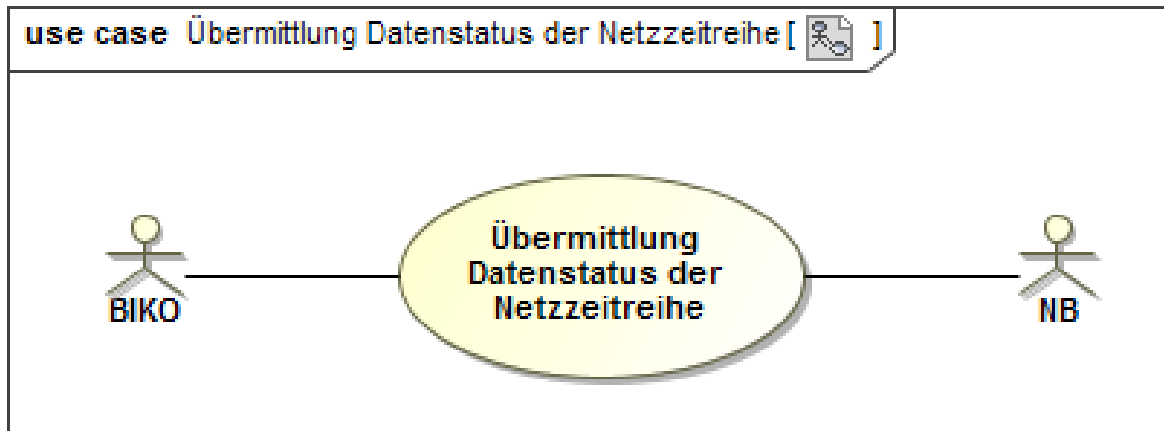 use case Übermittlung Datenstatus der Netzzeitreihe [ ]
Übermittlung
Datenstatus der
Netzzeitreihe
BIKO
NB